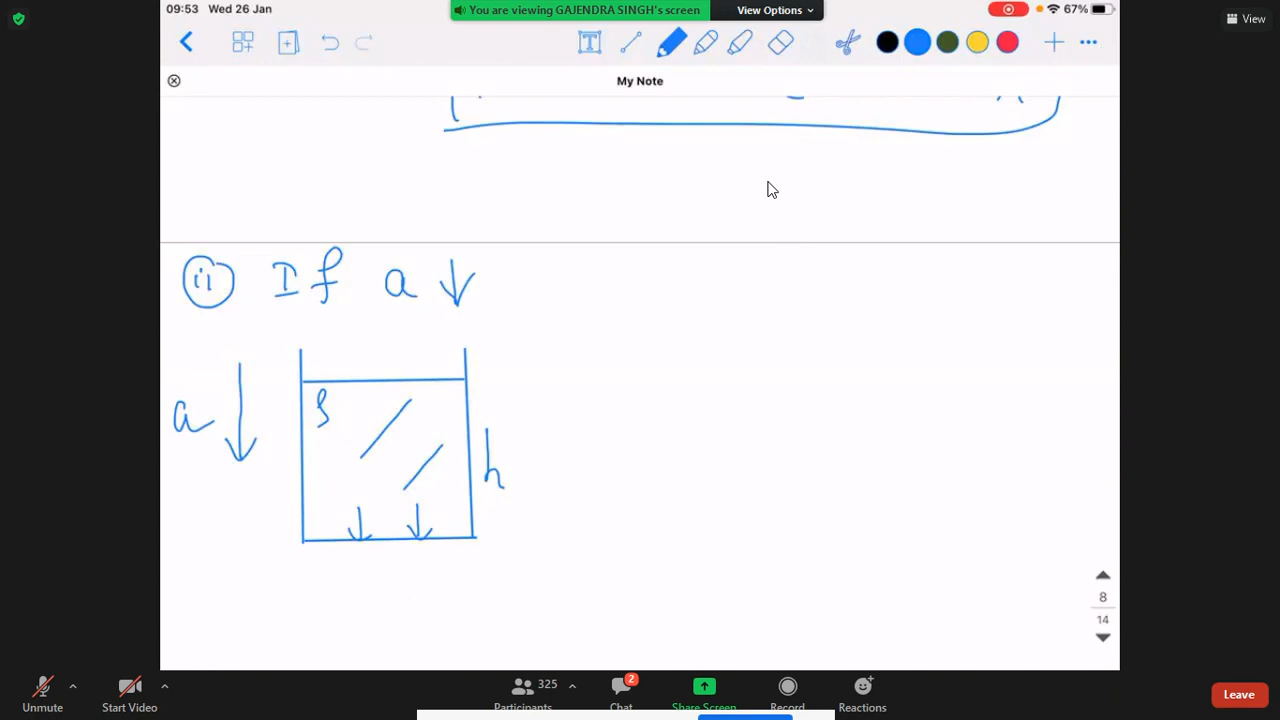 09:53 Wed 26 Jan
You are viewing GAJENDRA SINGH's screen
View Options
67%
View
My Note
(ii) If a ↓
a
ρ
h
8
14
Unmute
Start Video
325
Participants
2
Chat
Share Screen
Record
Reactions
Leave